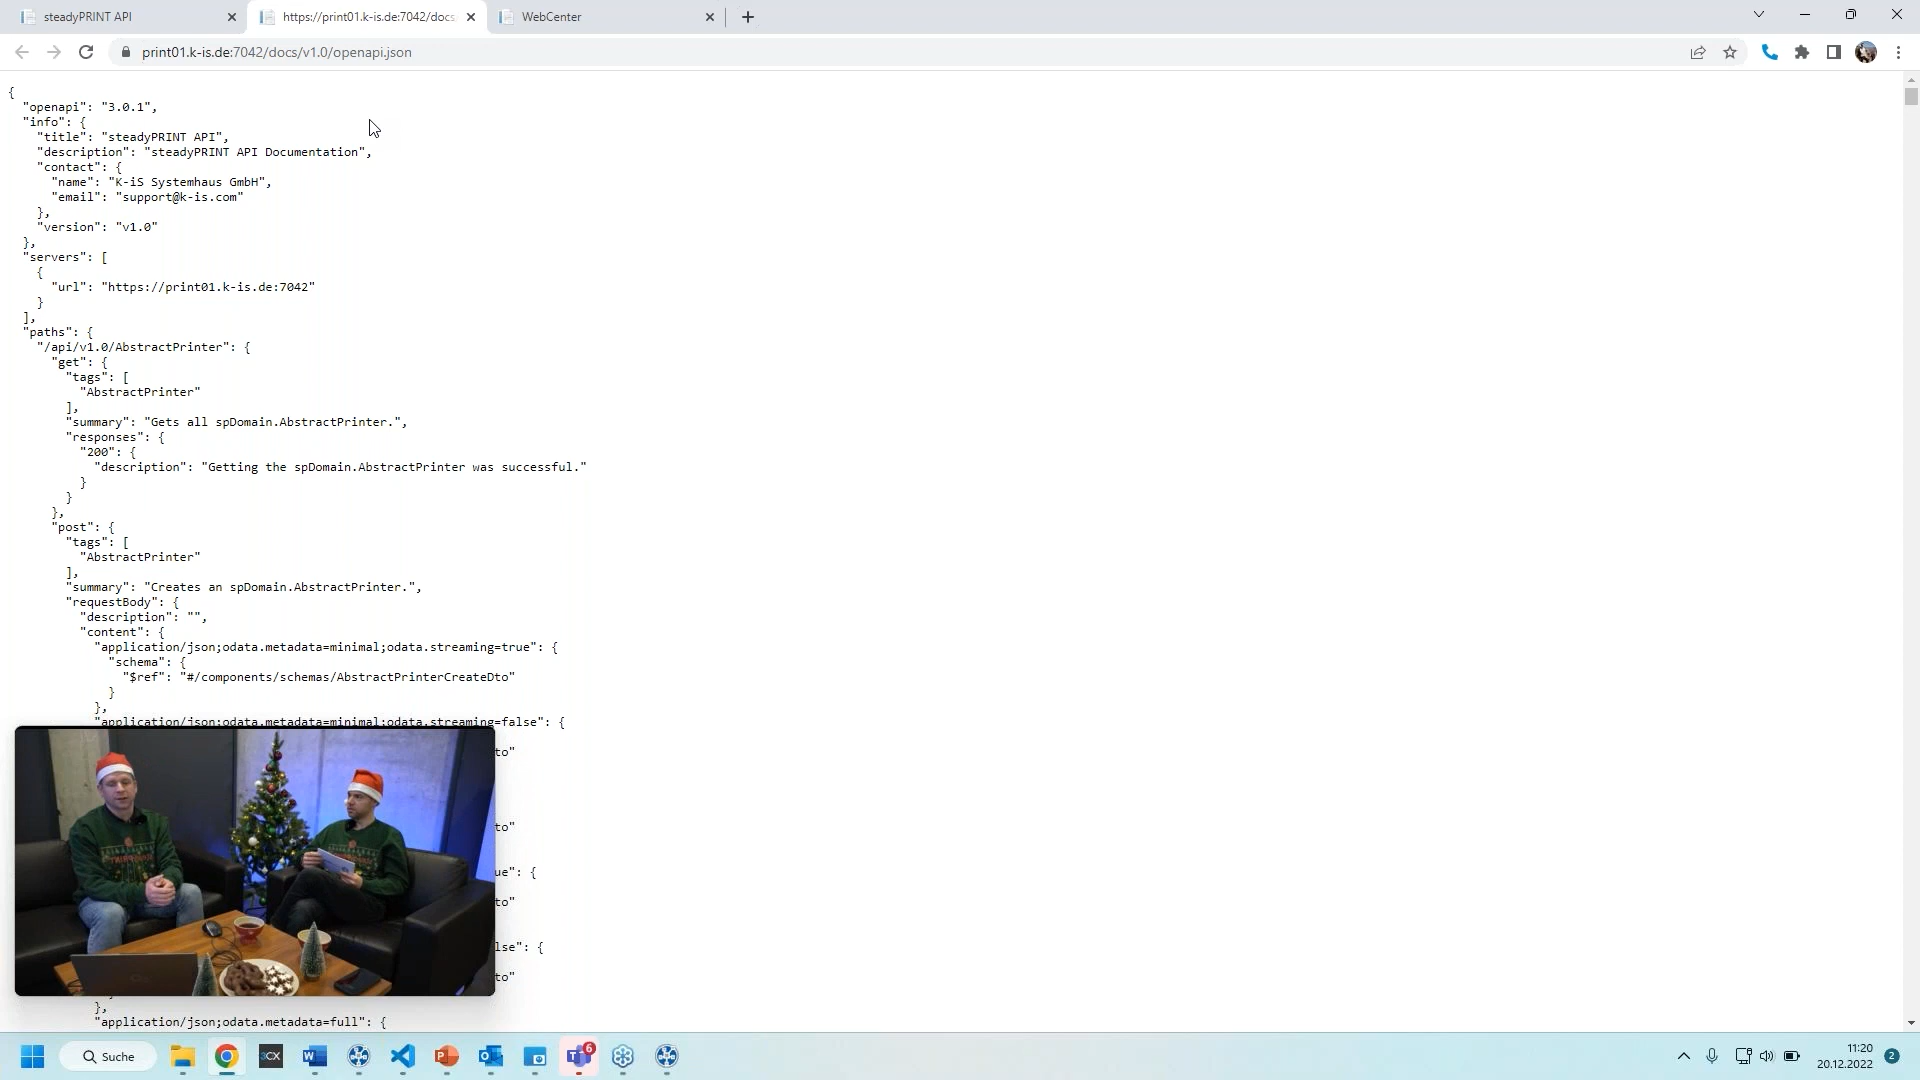 steadyPRINT API
https://print01.k-is.de:7042/docs
WebCenter
print01.k-is.de:7042/docs/v1.0/openapi.json
{
"openapi": "3.0.1",
"info": {
"title": "steadyPRINT API",
"description": "steadyPRINT API Documentation",
"contact": {
"name": "K-iS Systemhaus GmbH",
"email": "support@k-is.com"
},
"version": "v1.0"
},
"servers": [
{
"url": "https://print01.k-is.de:7042"
}
],
"paths": {
"/api/v1.0/AbstractPrinter": {
"get": {
"tags": [
"AbstractPrinter"
],
"summary": "Gets all spDomain.AbstractPrinter.",
"responses": {
"200": {
"description": "Getting the spDomain.AbstractPrinter was successful."
}
}
},
"post": {
"tags": [
"AbstractPrinter"
],
"summary": "Creates an spDomain.AbstractPrinter.",
"requestBody": {
"description": "",
"content": {
"application/json;odata.metadata=minimal;odata.streaming=true": {
"schema": {
"$ref": "#/components/schemas/AbstractPrinterCreateDto"
}
},
"application/json;odata.metadata=minimal;odata.streaming=false": {
to"
to"
ue": {
to"
lse": {
to"
},
"application/json;odata.metadata=full": {
Suche
3CX
6
11:20
20.12.2022
2